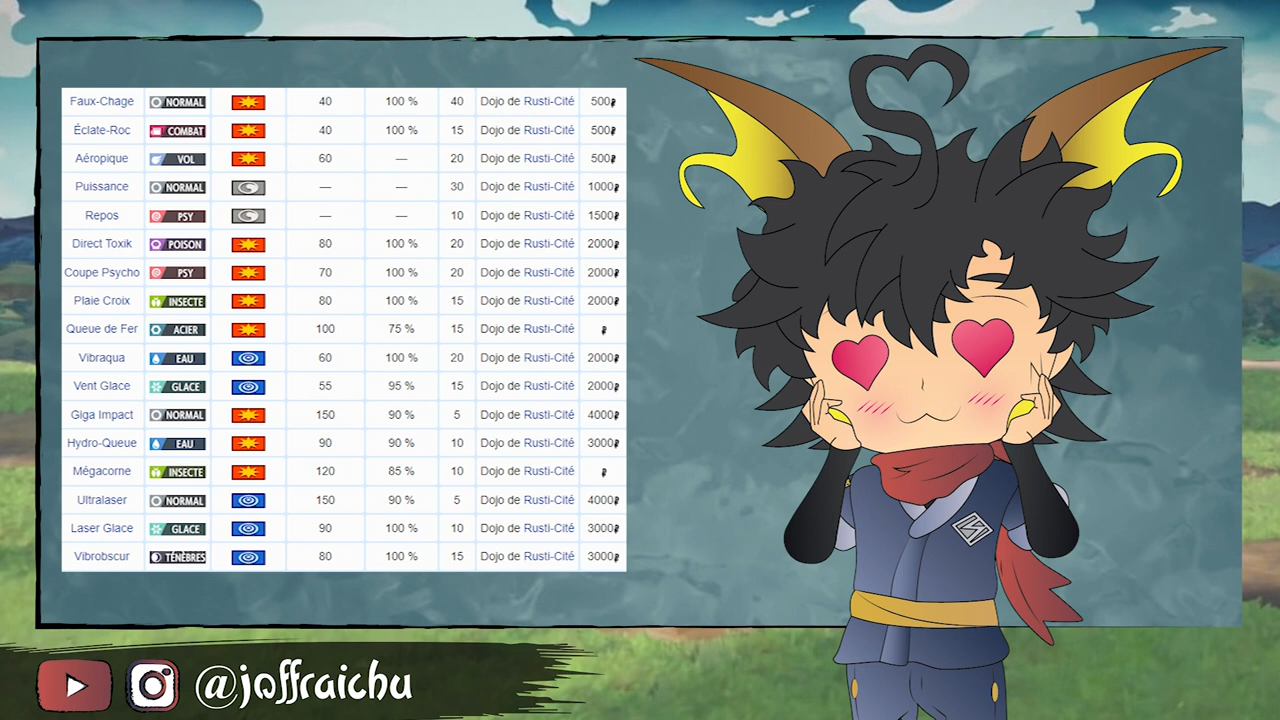 Faux-Chage NORMAL 40 100 % 40 Dojo de Rusti-Cité 500₽
Éclate-Roc COMBAT 40 100 % 15 Dojo de Rusti-Cité 500₽
Aéropique VOL 60 — 20 Dojo de Rusti-Cité 500₽
Puissance NORMAL — — 30 Dojo de Rusti-Cité 1000₽
Repos PSY — — 10 Dojo de Rusti-Cité 1500₽
Direct Toxik POISON 80 100 % 20 Dojo de Rusti-Cité 2000₽
Coupe Psycho PSY 70 100 % 20 Dojo de Rusti-Cité 2000₽
Plaie Croix INSECTE 80 100 % 15 Dojo de Rusti-Cité 2000₽
Queue de Fer ACIER 100 75 % 15 Dojo de Rusti-Cité ₽
Vibraqua EAU 60 100 % 20 Dojo de Rusti-Cité 2000₽
Vent Glace GLACE 55 95 % 15 Dojo de Rusti-Cité 2000₽
Giga Impact NORMAL 150 90 % 5 Dojo de Rusti-Cité 4000₽
Hydro-Queue EAU 90 90 % 10 Dojo de Rusti-Cité 3000₽
Mégacorne INSECTE 120 85 % 10 Dojo de Rusti-Cité ₽
Ultralaser NORMAL 150 90 % 5 Dojo de Rusti-Cité 4000₽
Laser Glace GLACE 90 100 % 10 Dojo de Rusti-Cité 3000₽
Vibrobscur TÉNÈBRES 80 100 % 15 Dojo de Rusti-Cité 3000₽
@joffraichu